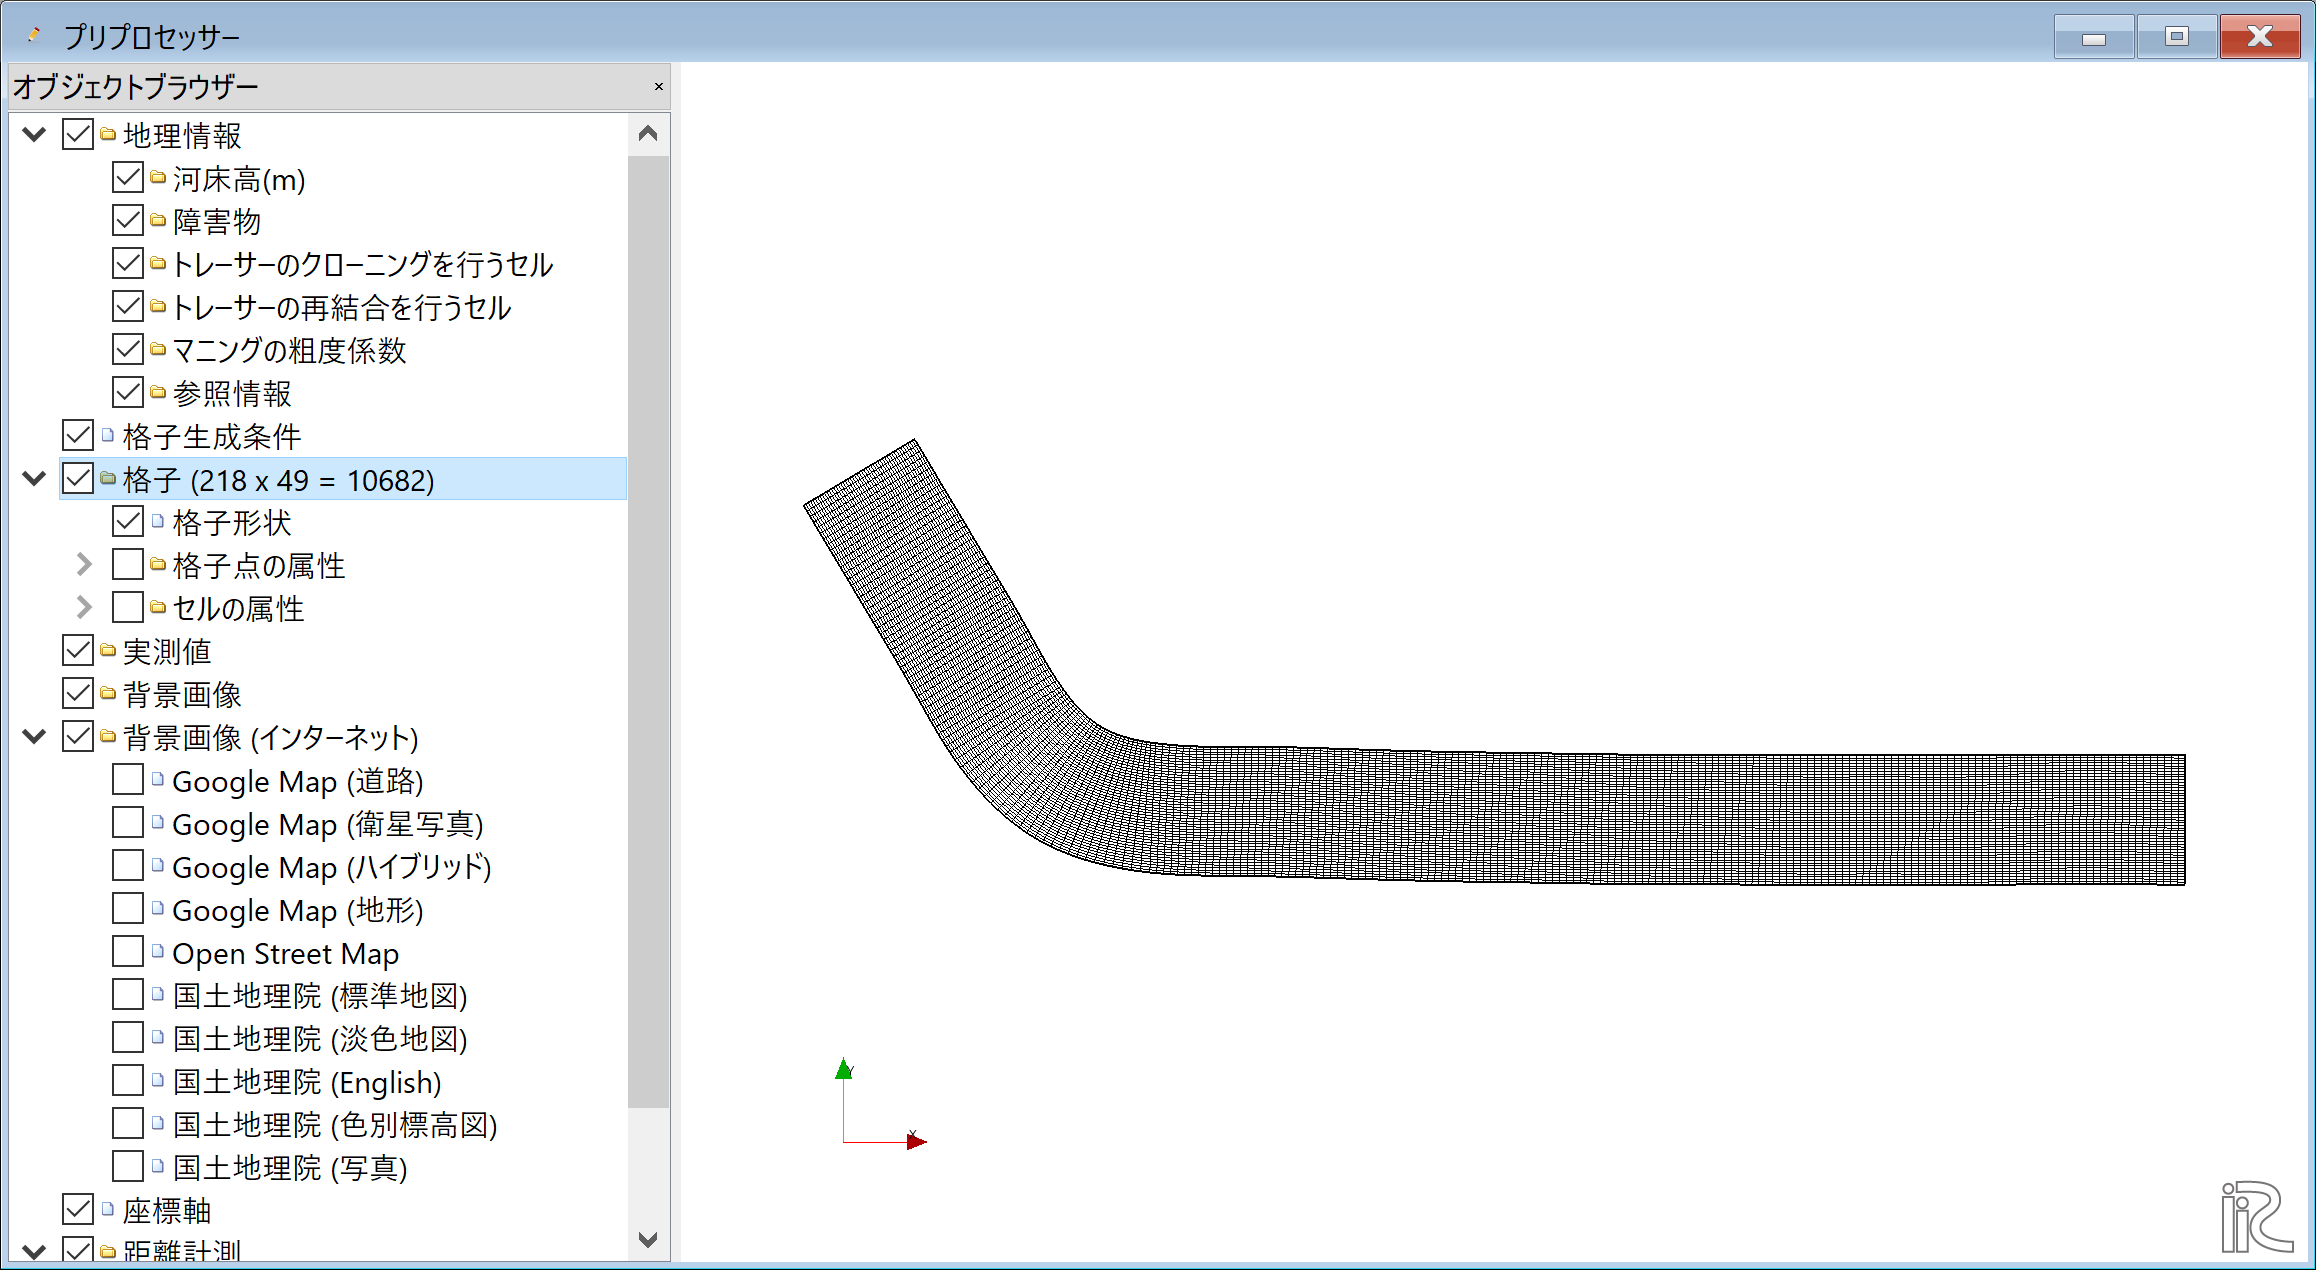 プリプロセッサー
オブジェクトブラウザー
地理情報
河床高(m)
障害物
トレーサーのクローニングを行うセル
トレーサーの再結合を行うセル
マニングの粗度係数
参照情報
格子生成条件
格子 (218 x 49 = 10682)
格子形状
格子点の属性
セルの属性
実測値
背景画像
背景画像 (インターネット)
Google Map (道路)
Google Map (衛星写真)
Google Map (ハイブリッド)
Google Map (地形)
Open Street Map
国土地理院 (標準地図)
国土地理院 (淡色地図)
国土地理院 (English)
国土地理院 (色別標高図)
国土地理院 (写真)
座標軸
距離計測
Y
X
iRIC